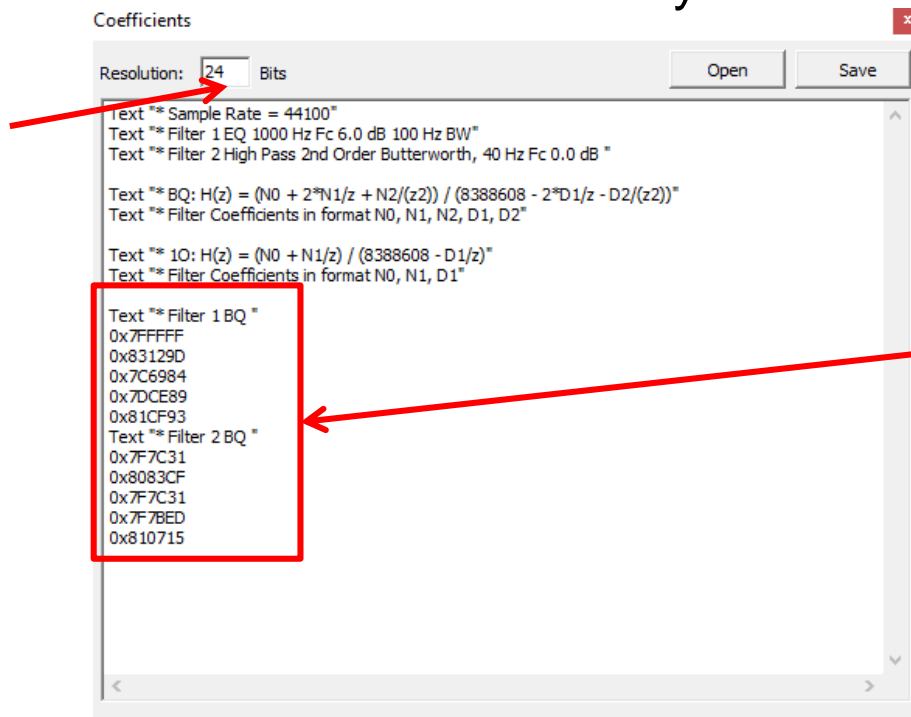 y
Coefficients
x
Resolution: 24 Bits Open Save
Text "* Sample Rate = 44100"
Text "* Filter 1 EQ 1000 Hz Fc 6.0 dB 100 Hz BW"
Text "* Filter 2 High Pass 2nd Order Butterworth, 40 Hz Fc 0.0 dB "
Text "* BQ: H(z) = (N0 + 2*N1/z + N2/(z2)) / (8388608 - 2*D1/z - D2/(z2))"
Text "* Filter Coefficients in format N0, N1, N2, D1, D2"
Text "* 1O: H(z) = (N0 + N1/z) / (8388608 - D1/z)"
Text "* Filter Coefficients in format N0, N1, D1"
Text "* Filter 1 BQ "
0x7FFFFF
0x83129D
0x7C6984
0x7DCE89
0x81CF93
Text "* Filter 2 BQ "
0x7F7C31
0x8083CF
0x7F7C31
0x7F7BED
0x810715